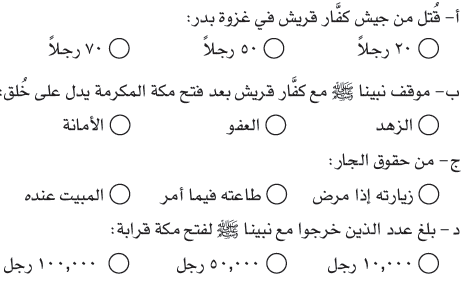 أ- قُتل من جيش كفَّار قريش في غزوة بدر:
◯ ٢٠ رجلاً ◯ ٥٠ رجلاً ◯ ٧٠ رجلاً
ب- موقف نبينا ﷺ مع كفَّار قريش بعد فتح مكة المكرمة يدل على خُلق:
◯ الزهد ◯ العفو ◯ الأمانة
ج- من حقوق الجار:
◯ زيارته إذا مرض ◯ طاعته فيما أمر ◯ المبيت عنده
د- بلغ عدد الذين خرجوا مع نبينا ﷺ لفتح مكة قرابة:
◯ ١٠,٠٠٠ رجل ◯ ٥٠,٠٠٠ رجل ◯ ١٠٠,٠٠٠ رجل